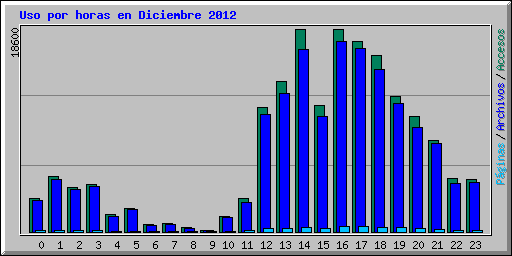 Uso por horas en Diciembre 2012
18600
Páginas / Archivos / Accesos
0 1 2 3 4 5 6 7 8 9 10 11 12 13 14 15 16 17 18 19 20 21 22 23